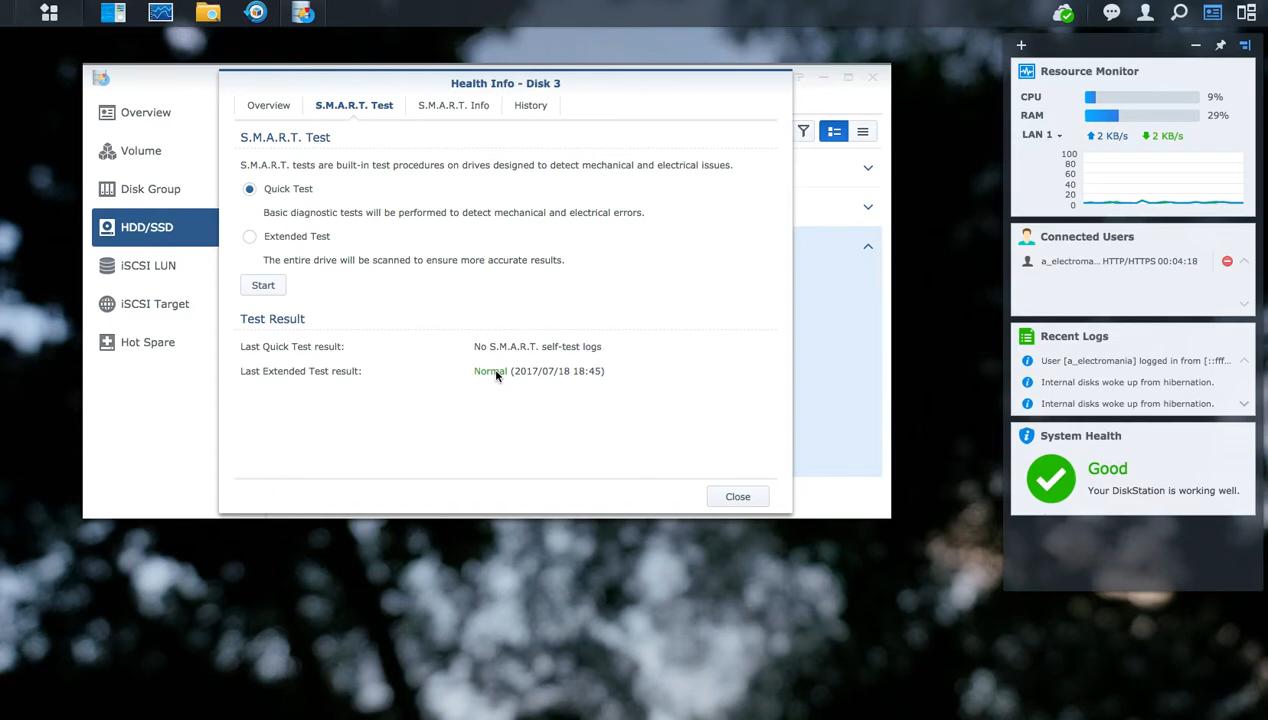 Health Info - Disk 3
Overview
S.M.A.R.T. Test
S.M.A.R.T. Info
History
Overview
Volume
Disk Group
HDD/SSD
iSCSI LUN
iSCSI Target
Hot Spare
S.M.A.R.T. Test
S.M.A.R.T. tests are built-in test procedures on drives designed to detect mechanical and electrical issues.
Quick Test
Basic diagnostic tests will be performed to detect mechanical and electrical errors.
Extended Test
The entire drive will be scanned to ensure more accurate results.
Start
Test Result
Last Quick Test result: No S.M.A.R.T. self-test logs
Last Extended Test result: Normal (2017/07/18 18:45)
Close
Resource Monitor
CPU 9%
RAM 29%
LAN 1 2 KB/s 2 KB/s
100
80
60
40
20
0
Connected Users
a_electroma... HTTP/HTTPS 00:04:18
Recent Logs
User [a_electromania] logged in from [::fff...
Internal disks woke up from hibernation.
Internal disks woke up from hibernation.
System Health
Good
Your DiskStation is working well.